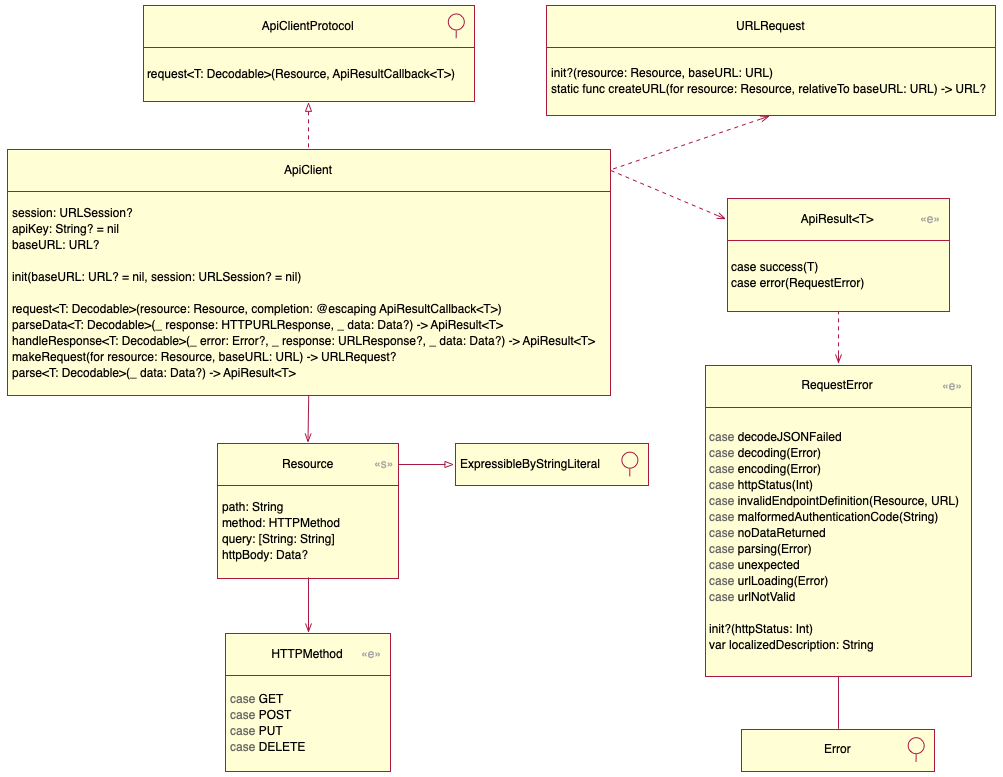 ApiClientProtocol
request<T: Decodable>(Resource, ApiResultCallback<T>)
URLRequest
init?(resource: Resource, baseURL: URL)
static func createURL(for resource: Resource, relativeTo baseURL: URL) -> URL?
ApiClient
session: URLSession?
apiKey: String? = nil
baseURL: URL?
init(baseURL: URL? = nil, session: URLSession? = nil)
request<T: Decodable>(resource: Resource, completion: @escaping ApiResultCallback<T>)
parseData<T: Decodable>(_ response: HTTPURLResponse, _ data: Data?) -> ApiResult<T>
handleResponse<T: Decodable>(_ error: Error?, _ response: URLResponse?, _ data: Data?) -> ApiResult<T>
makeRequest(for resource: Resource, baseURL: URL) -> URLRequest?
parse<T: Decodable>(_ data: Data?) -> ApiResult<T>
ApiResult<T> «e»
case success(T)
case error(RequestError)
RequestError «e»
case decodeJSONFailed
case decoding(Error)
case encoding(Error)
case httpStatus(Int)
case invalidEndpointDefinition(Resource, URL)
case malformedAuthenticationCode(String)
case noDataReturned
case parsing(Error)
case unexpected
case urlLoading(Error)
case urlNotValid
init?(httpStatus: Int)
var localizedDescription: String
Resource «s»
path: String
method: HTTPMethod
query: [String: String]
httpBody: Data?
ExpressibleByStringLiteral
HTTPMethod «e»
case GET
case POST
case PUT
case DELETE
Error